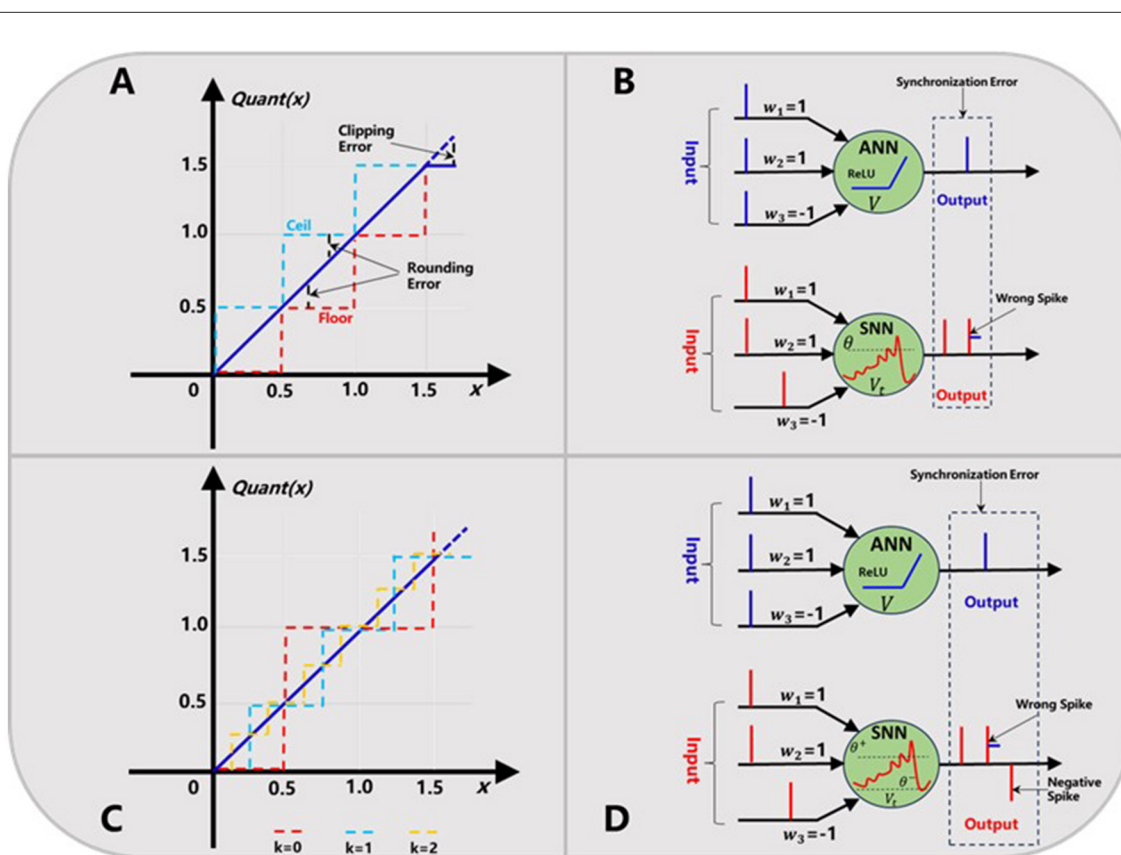 A
Quant(x)
Clipping
Error
1.5
Ceil
1.0
Rounding
Error
0.5
Floor
0
0.5
1.0
1.5
x
B
Synchronization Error
w₁=1
ANN
Input
w₂=1
ReLU
V
Output
w₃=-1
w₁=1
Wrong Spike
SNN
Input
w₂=1
θ
Vₜ
Output
w₃=-1
Quant(x)
1.5
1.0
0.5
0
0.5
1.0
1.5
x
C
k=0
k=1
k=2
Synchronization Error
w₁=1
ANN
Input
w₂=1
ReLU
V
Output
w₃=-1
w₁=1
Wrong Spike
SNN
Input
w₂=1
θ⁺
θ⁻
Vₜ
Negative
Spike
Output
w₃=-1
D